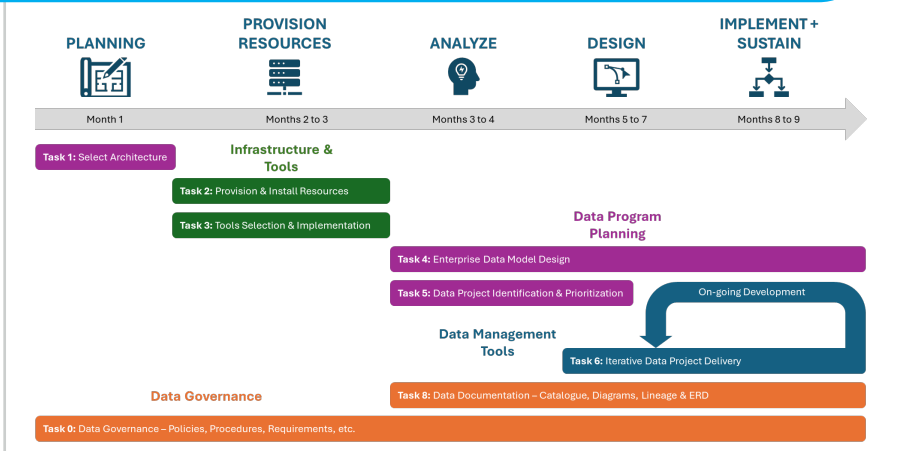 PLANNING
PROVISION
RESOURCES
ANALYZE
DESIGN
IMPLEMENT +
SUSTAIN
Month 1
Months 2 to 3
Months 3 to 4
Months 5 to 7
Months 8 to 9
Task 1: Select Architecture
Infrastructure &
Tools
Task 2: Provision & Install Resources
Task 3: Tools Selection & Implementation
Data Program
Planning
Task 4: Enterprise Data Model Design
Task 5: Data Project Identification & Prioritization
On-going Development
Data Management
Tools
Task 6: Iterative Data Project Delivery
Data Governance
Task 8: Data Documentation – Catalogue, Diagrams, Lineage & ERD
Task 0: Data Governance – Policies, Procedures, Requirements, etc.